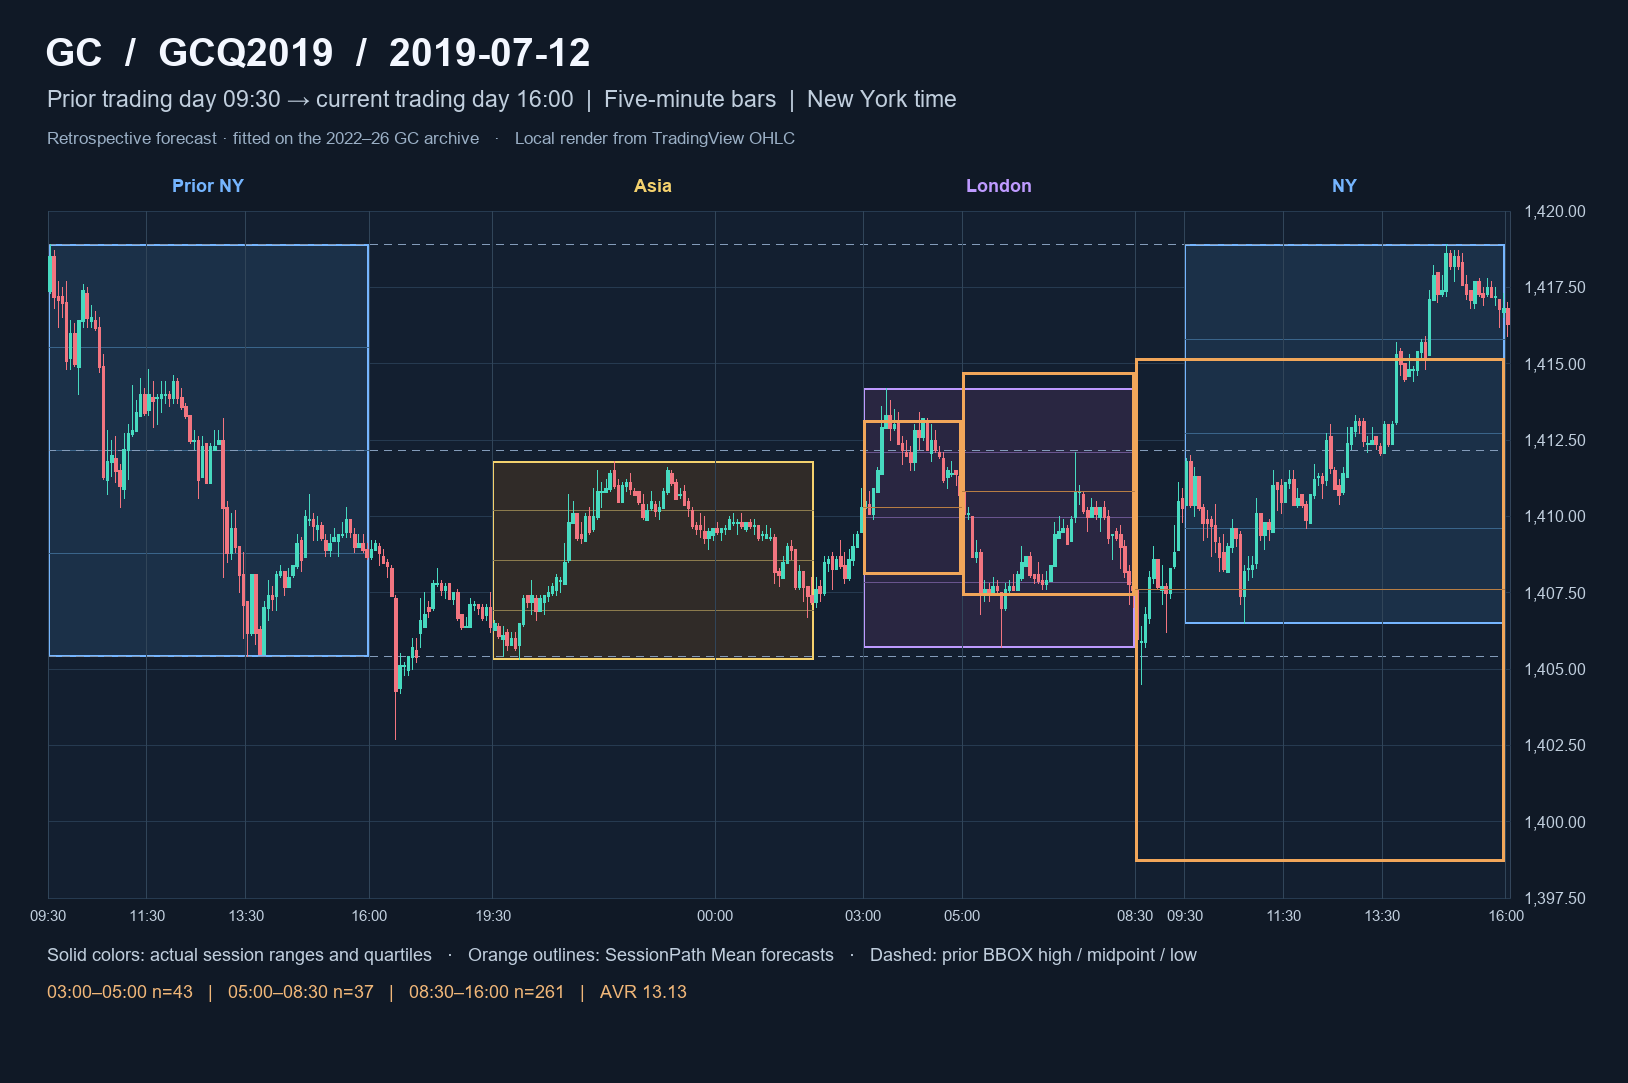 GC / GCQ2019 / 2019-07-12
Prior trading day 09:30 → current trading day 16:00 | Five-minute bars | New York time
Retrospective forecast · fitted on the 2022–26 GC archive · Local render from TradingView OHLC
Prior NY Asia London NY
1,420.00
1,417.50
1,415.00
1,412.50
1,410.00
1,407.50
1,405.00
1,402.50
1,400.00
1,397.50
09:30 11:30 13:30 16:00 19:30 00:00 03:00 05:00 08:30 09:30 11:30 13:30 16:00
Solid colors: actual session ranges and quartiles · Orange outlines: SessionPath Mean forecasts · Dashed: prior BBOX high / midpoint / low
03:00–05:00 n=43 | 05:00–08:30 n=37 | 08:30–16:00 n=261 | AVR 13.13